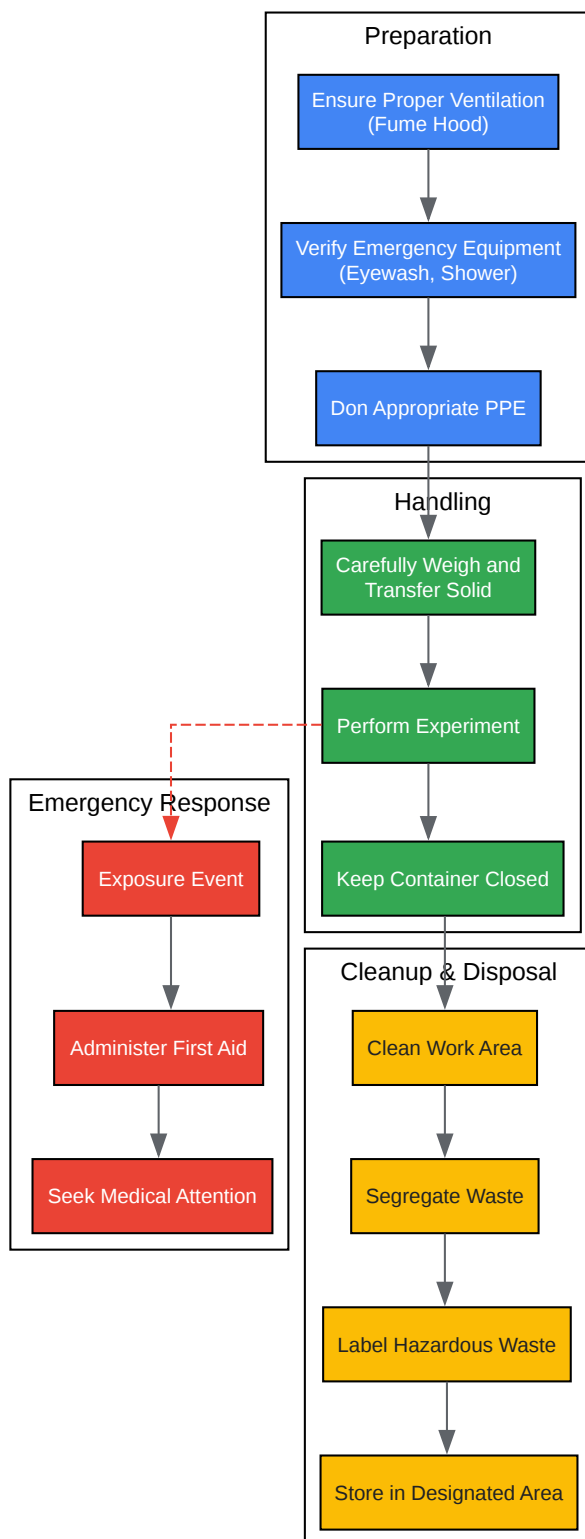 Preparation
Ensure Proper Ventilation
(Fume Hood)
Verify Emergency Equipment
(Eyewash, Shower)
Don Appropriate PPE
Handling
Carefully Weigh and
Transfer Solid
Perform Experiment
Keep Container Closed
Emergency Response
Exposure Event
Administer First Aid
Seek Medical Attention
Cleanup & Disposal
Clean Work Area
Segregate Waste
Label Hazardous Waste
Store in Designated Area